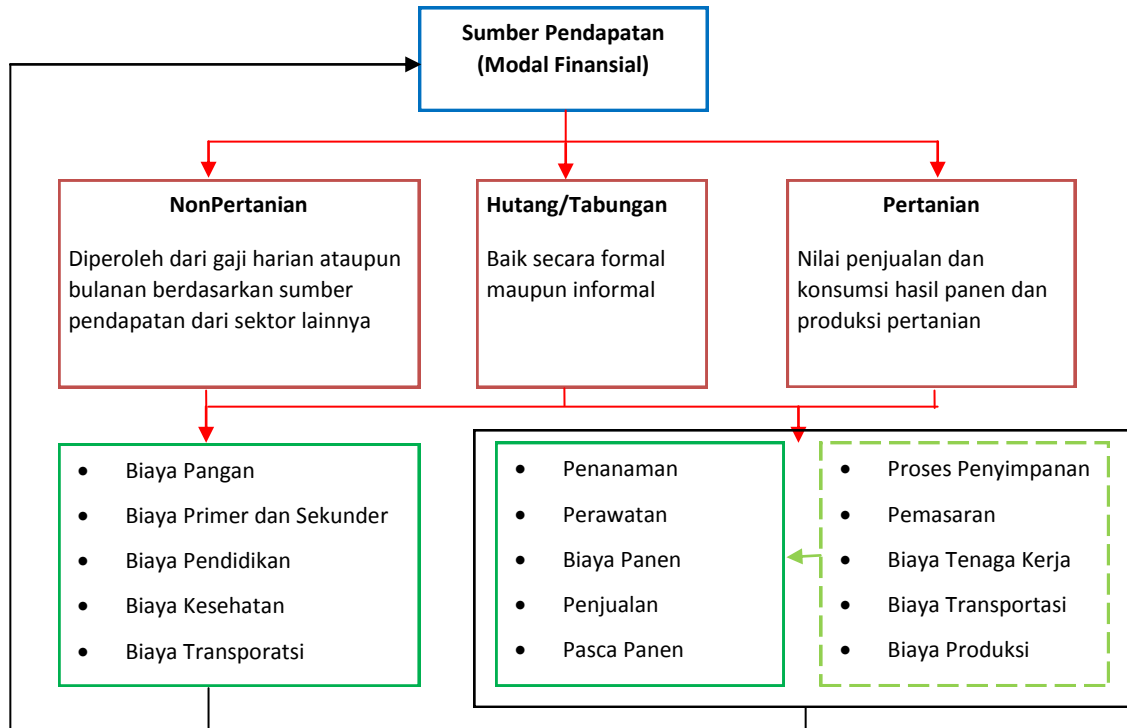 Sumber Pendapatan
(Modal Finansial)
NonPertanian
Diperoleh dari gaji harian ataupun
bulanan berdasarkan sumber
pendapatan dari sektor lainnya
Hutang/Tabungan
Baik secara formal
maupun informal
Pertanian
Nilai penjualan dan
konsumsi hasil panen dan
produksi pertanian
• Biaya Pangan
• Biaya Primer dan Sekunder
• Biaya Pendidikan
• Biaya Kesehatan
• Biaya Transporatsi
• Penanaman
• Perawatan
• Biaya Panen
• Penjualan
• Pasca Panen
• Proses Penyimpanan
• Pemasaran
• Biaya Tenaga Kerja
• Biaya Transportasi
• Biaya Produksi